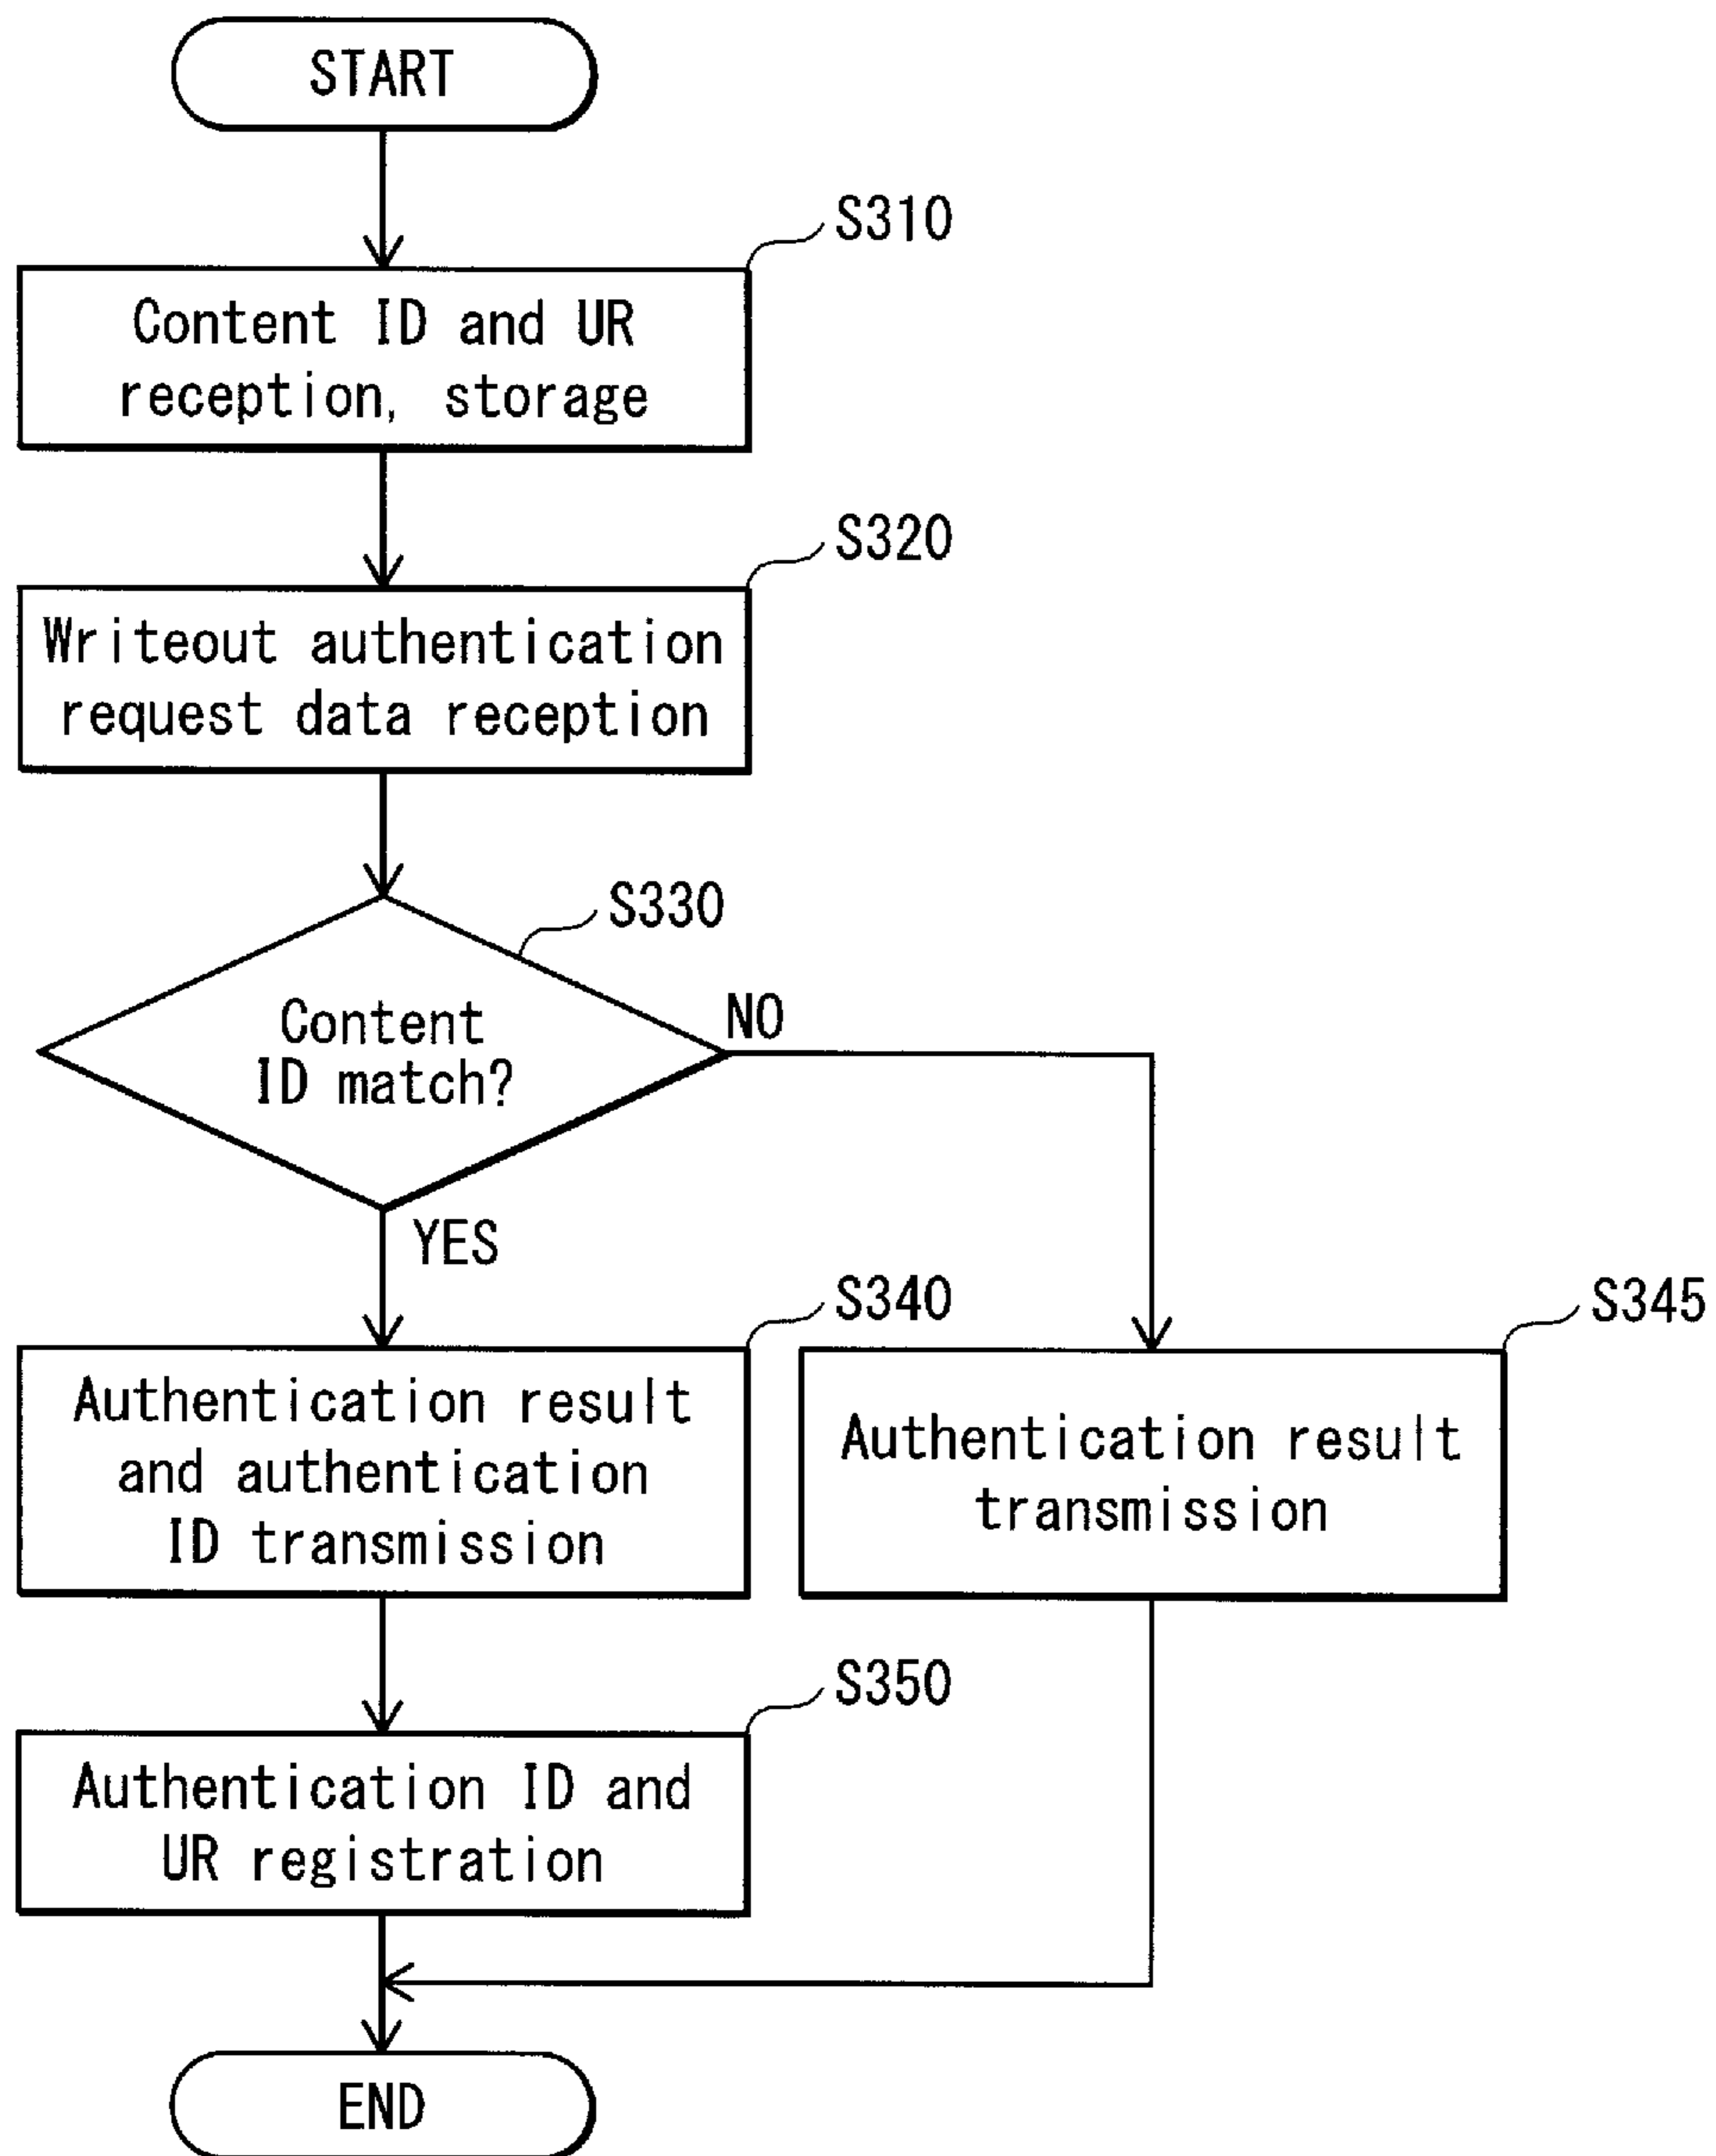 START
S310
Content ID and UR
reception, storage
S320
Writeout authentication
request data reception
S330
Content
ID match?
NO
YES
S340
Authentication result
and authentication
ID transmission
S345
Authentication result
transmission
S350
Authentication ID and
UR registration
END